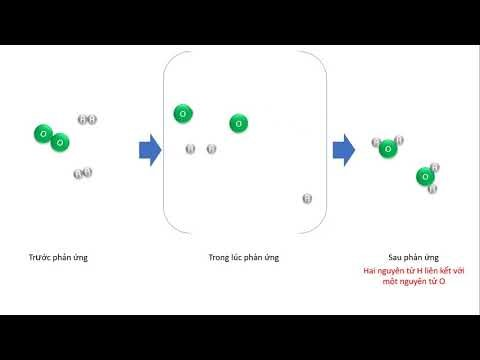 O
O
H H
H H
O
O
H H
H
H H
O
H
O
H
Trước phản ứng
Trong lúc phản ứng
Sau phản ứng
Hai nguyên tử H liên kết với
một nguyên tử O